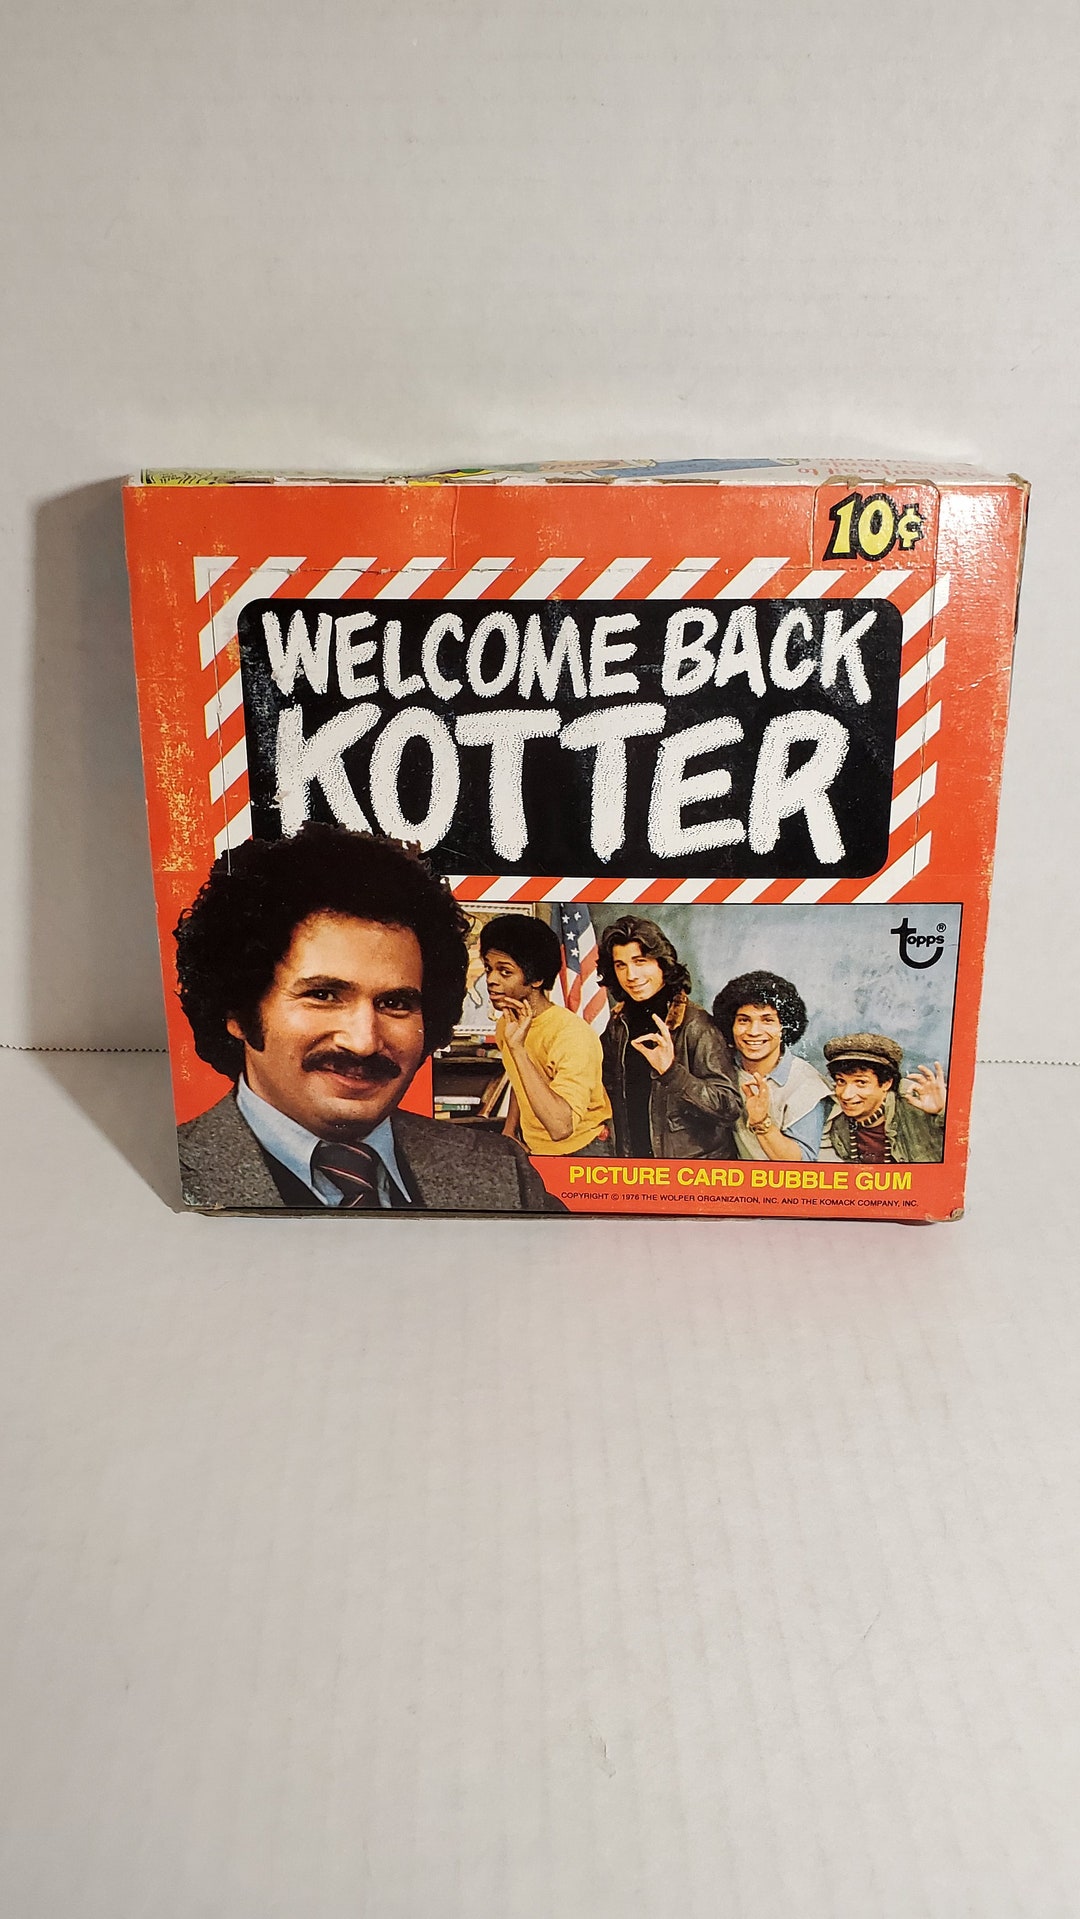 10¢
WELCOME BACK
KOTTER
topps®
PICTURE CARD BUBBLE GUM
COPYRIGHT © 1976 THE WOLPER ORGANIZATION, INC. AND THE KOMACK COMPANY, INC.